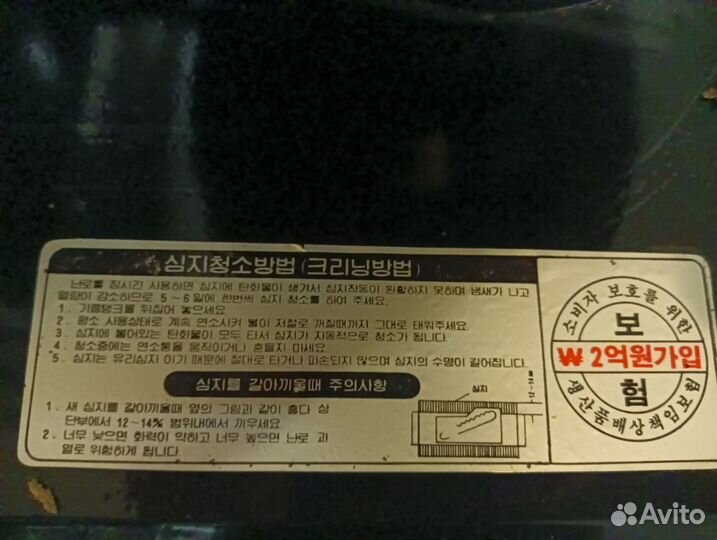 심지청소방법 (크리닝방법)
난로를 장시간 사용하면 심지에 탄화물이 생겨서 심지작동이 원활하지 못하며 냄새가 나고
열량이 감소하므로 5~6일에 한번씩 심지 청소를 하여 주세요.
1. 기름탱크를 뒤집어 놓으세요.
2. 평소 사용상태로 계속 연소시켜 불이 저절로 꺼질때까지 그대로 태워주세요.
3. 심지에 붙어있는 탄화물이 모두 타서 심지가 자동적으로 청소가 됩니다.
4. 청소중에는 연소통을 움직이거나 흔들지 마세요.
5. 심지는 유리심지 이기 때문에 절대로 타거나 파손되지 않으며 심지의 수명이 길어집니다.
심지를 갈아끼울때 주의사항
1. 새 심지를 갈아끼울때 옆의 그림과 같이 홀다 상
단부에서 12~14% 범위내에서 끼우세요.
2. 너무 낮으면 화력이 약하고 너무 높으면 난로 과
열로 위험하게 됩니다.
심지
소비자 보호를 위한
보
₩ 2억원가입
험
생산품배상책임보험
Avito